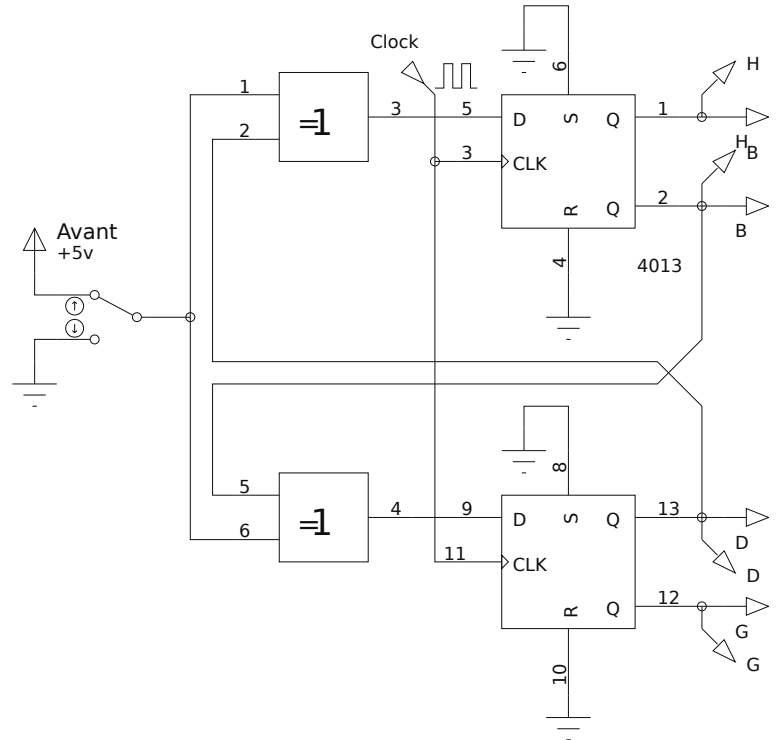 Clock
6
H
1
=1
3
5
D
S
Q
1
2
3
CLK
H
B
Avant
+5v
R
Q
2
B
4
4013
↑
↓
8
5
=1
4
9
D
S
Q
13
D
6
11
CLK
D
R
Q
12
G
G
10